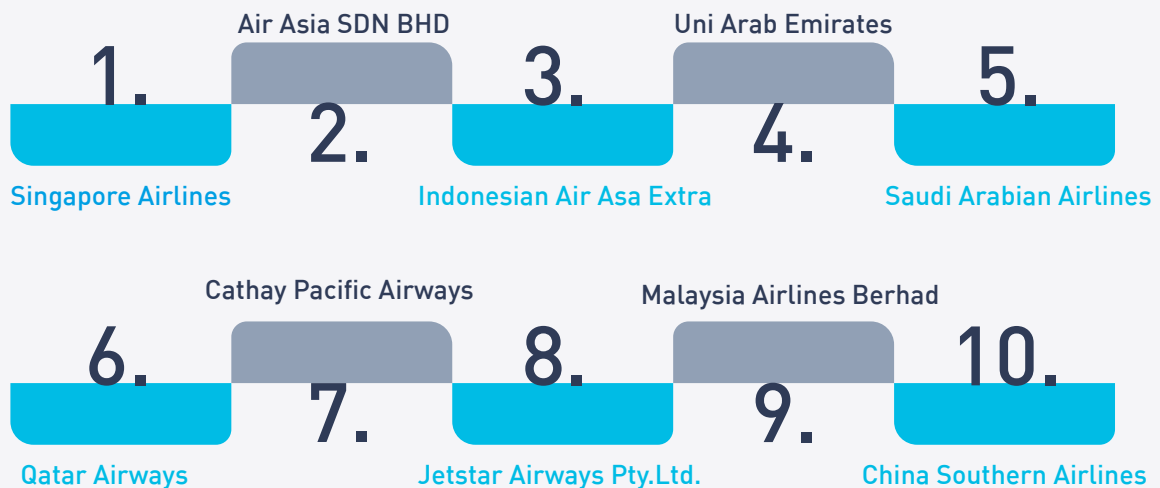 1.
Singapore Airlines
Air Asia SDN BHD
2.
3.
Indonesian Air Asa Extra
Uni Arab Emirates
4.
5.
Saudi Arabian Airlines
6.
Qatar Airways
Cathay Pacific Airways
7.
8.
Jetstar Airways Pty.Ltd.
Malaysia Airlines Berhad
9.
10.
China Southern Airlines